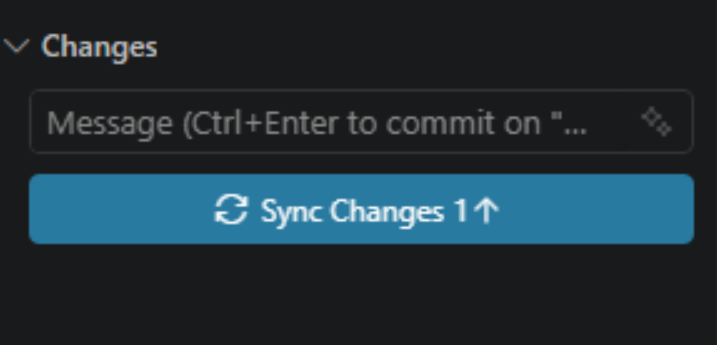 Changes
Message (Ctrl+Enter to commit on "...
Sync Changes 1↑